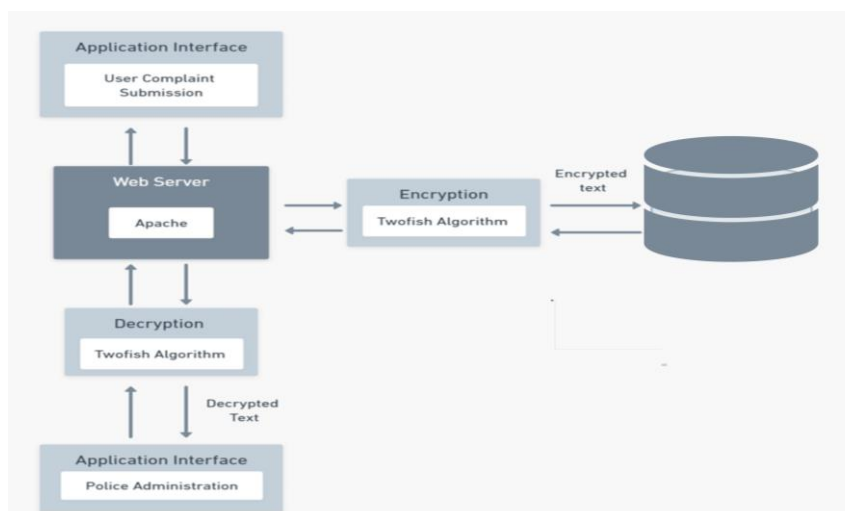 Application Interface
User Complaint
Submission
Web Server
Apache
Encryption
Twofish Algorithm
Encrypted
text
Decryption
Twofish Algorithm
Decrypted
Text
Application Interface
Police Administration